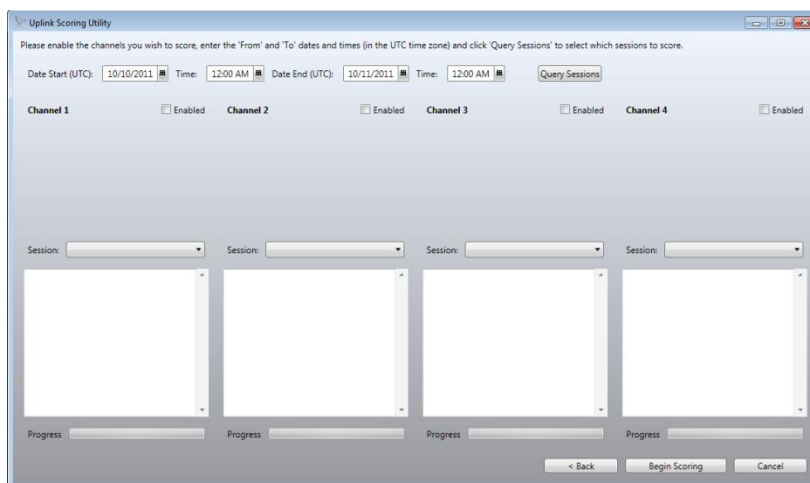 Uplink Scoring Utility
Please enable the channels you wish to score, enter the 'From' and 'To' dates and times (in the UTC time zone) and click 'Query Sessions' to select which sessions to score.
Date Start (UTC): 10/10/2011 Time: 12:00 AM Date End (UTC): 10/11/2011 Time: 12:00 AM Query Sessions
Channel 1 Enabled Channel 2 Enabled Channel 3 Enabled Channel 4 Enabled
Session: Session: Session: Session:
Progress Progress Progress Progress
< Back Begin Scoring Cancel